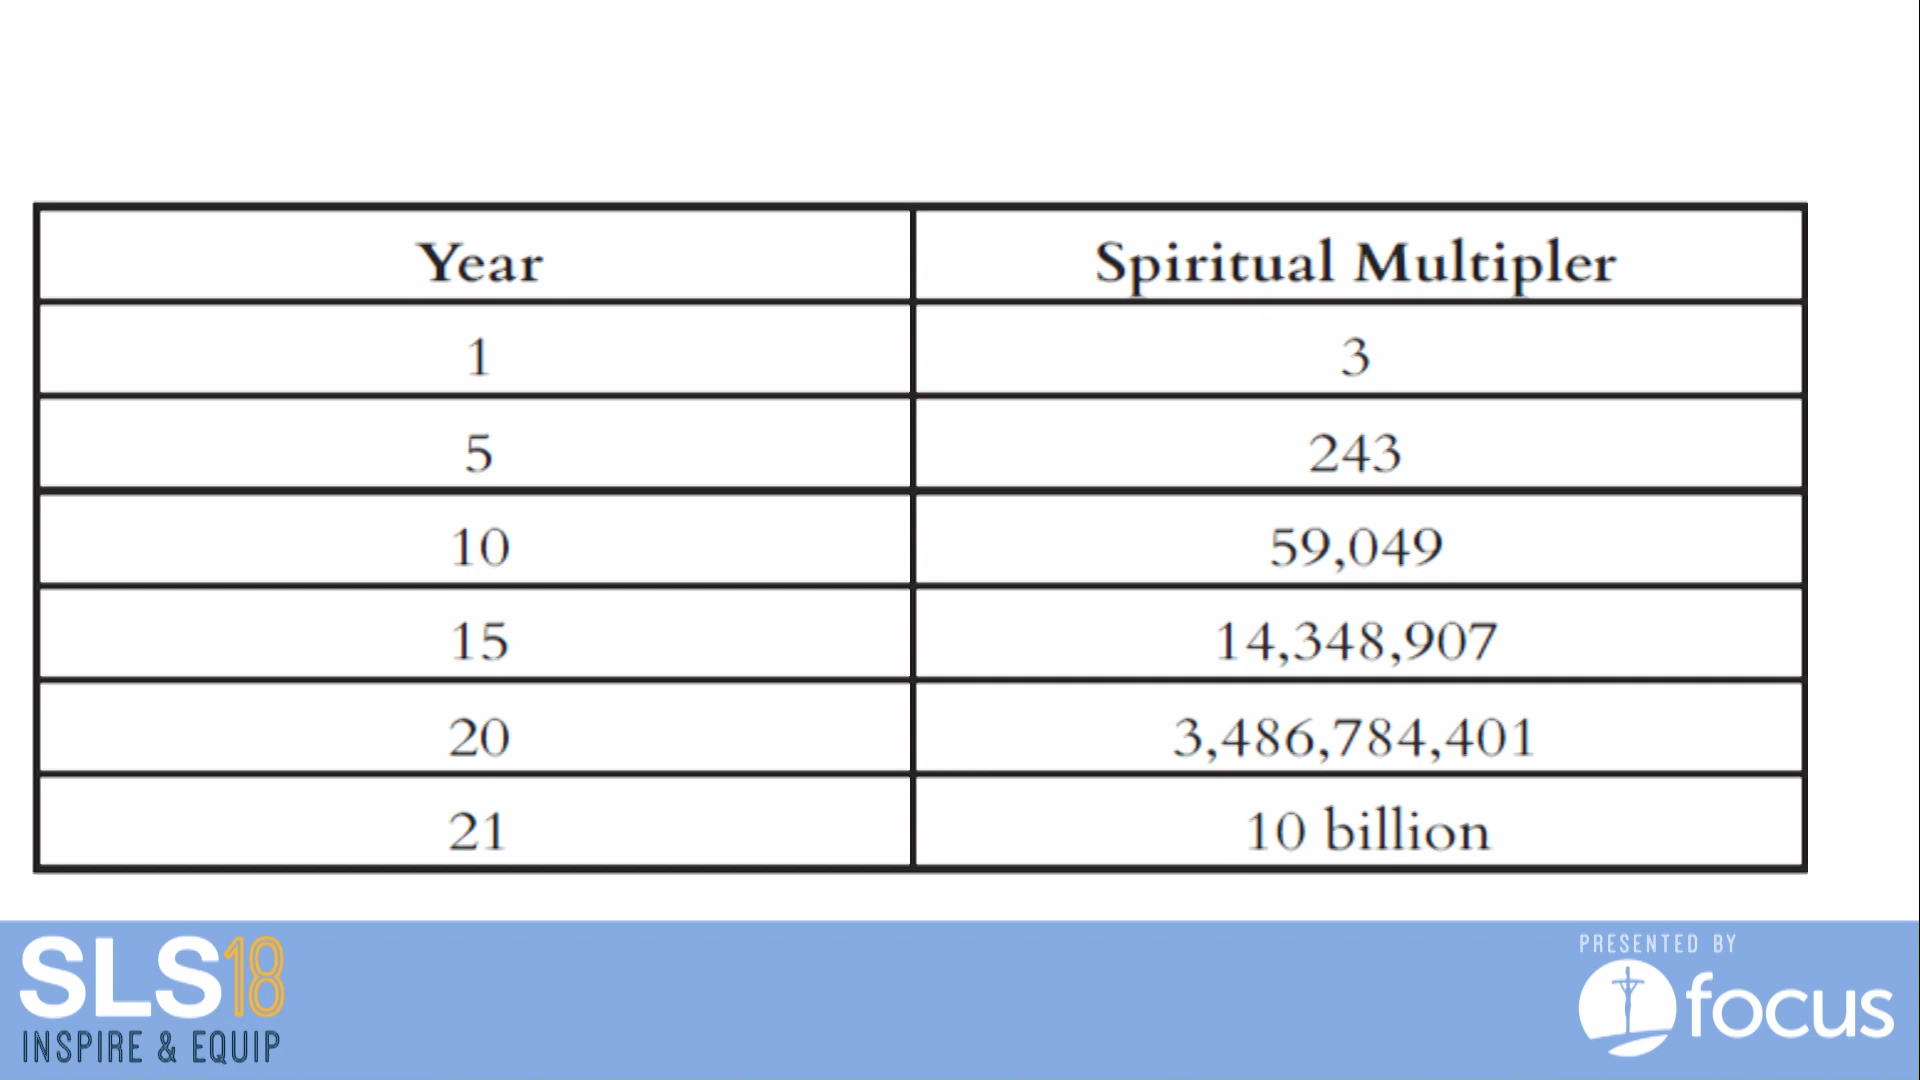 Year Spiritual Multipler
1 3
5 243
10 59,049
15 14,348,907
20 3,486,784,401
21 10 billion
SLS18
INSPIRE & EQUIP
PRESENTED BY
focus